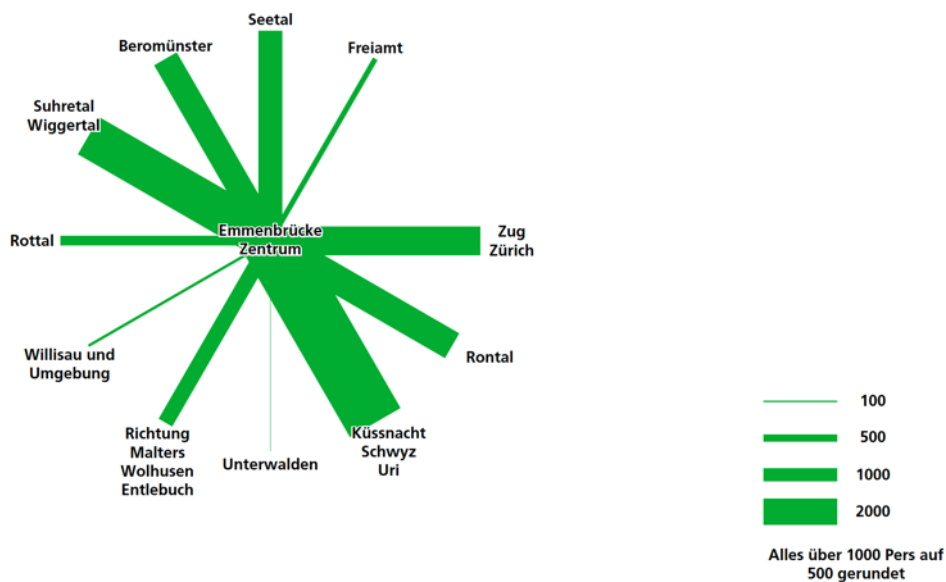 Seetal
Beromünster
Freiamt
Suhretal
Wiggertal
Emmenbrücke
Zentrum
Rottal
Zug
Zürich
Willisau und
Umgebung
Rontal
Richtung
Malters
Wolhusen
Entlebuch
Unterwalden
Küssnacht
Schwyz
Uri
100
500
1000
2000
Alles über 1000 Pers auf
500 gerundet